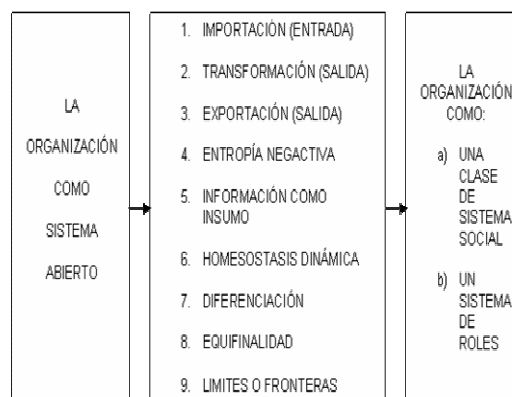 LA
ORGANIZACIÓN
COMO
SISTEMA
ABIERTO
1. IMPORTACIÓN (ENTRADA)
2. TRANSFORMACIÓN (SALIDA)
3. EXPORTACIÓN (SALIDA)
4. ENTROPÍA NEGACTIVA
5. INFORMACIÓN COMO
INSUMO
6. HOMESOSTASIS DINÁMICA
7. DIFERENCIACIÓN
8. EQUIFINALIDAD
9. LIMITES O FRONTERAS
LA
ORGANIZACIÓN
COMO:
a) UNA
CLASE
DE
SISTEMA
SOCIAL
b) UN
SISTEMA
DE
ROLES